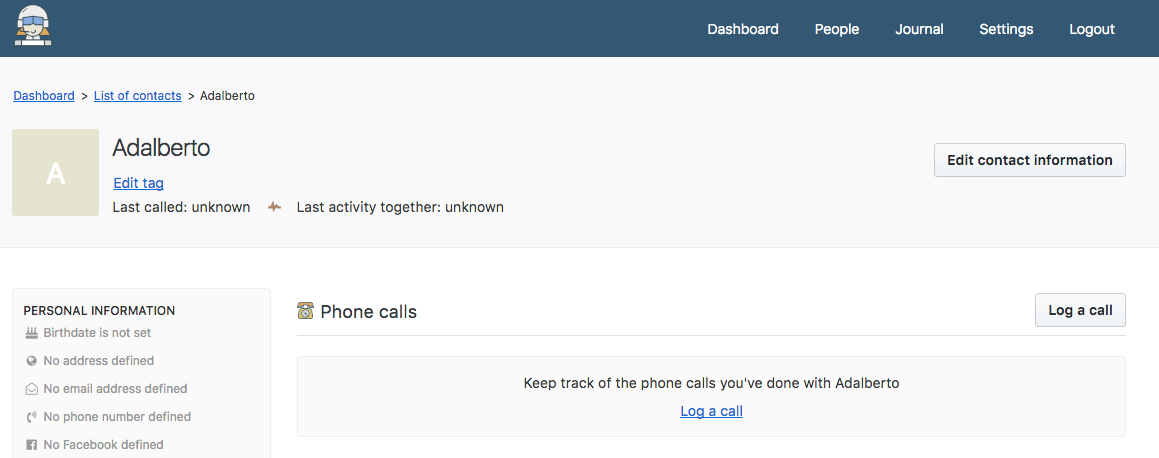 Dashboard People Journal Settings Logout
Dashboard > List of contacts > Adalberto
A
Adalberto
Edit contact information
Edit tag
Last called: unknown Last activity together: unknown
PERSONAL INFORMATION
Birthdate is not set
No address defined
No email address defined
No phone number defined
No Facebook defined
Phone calls
Log a call
Keep track of the phone calls you've done with Adalberto
Log a call